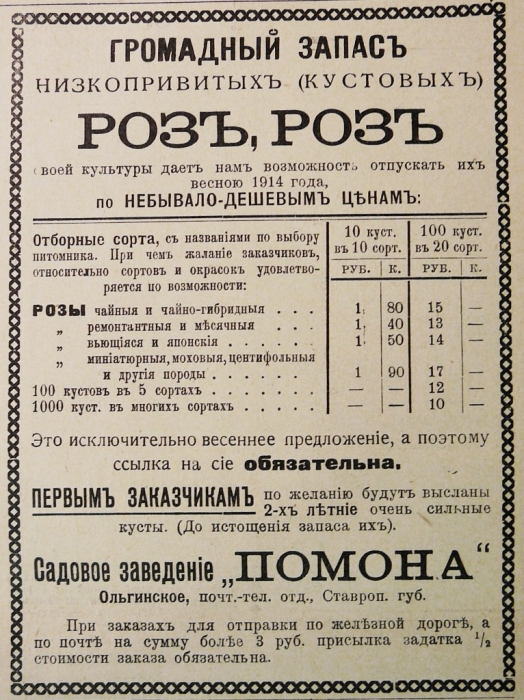 ГРОМАДНЫЙ ЗАПАСЪ
НИЗКОПРИВИТЫХЪ (КУСТОВЫХЪ)
РОЗЪ, РОЗЪ
своей культуры даетъ намъ возможность отпускать ихъ
весною 1914 года,
по НЕБЫВАЛО-ДЕШЕВЫМЪ ЦѢНАМЪ:
Отборные сорта, съ названіями по выбору
питомника. При чемъ жаланіе заказчиковъ,
относительно сортовъ и окрасокъ удовлетво-
ряется по возможности:
10 куст. 100 куст.
въ 10 сорт. въ 20 сорт.
РУБ. К. РУБ. К.
РОЗЫ чайныя и чайно-гибридныя . . . 1 80 15 —
„ ремонтантныя и мѣсячныя . . . 1 40 13 —
„ вьющіяся и японскія . . . . . 1 50 14 —
„ миніатюрныя, моховыя, центифольныя
и другія породы . . . . . . 1 90 17 —
100 кустовъ въ 5 сортахъ . . . . . . — — 12 —
1000 куст. въ многихъ сортахъ . . . . . — — 10 —
Это исключительно весеннее предложеніе, а поэтому
ссылка на сіе обязательна.
ПЕРВЫМЪ ЗАКАЗЧИКАМЪ по желанію будутъ высланы
2-хъ лѣтніе очень сильные
кусты. (До истощенія запаса ихъ).
Садовое заведеніе „ПОМОНА“
Ольгинское, почт.-тел. отд., Ставроп. губ.
При заказахъ для отправки по желѣзной дорогѣ, а
по почтѣ на сумму болѣе 3 руб. присылка задатка 1/2
стоимости заказа обязательна.